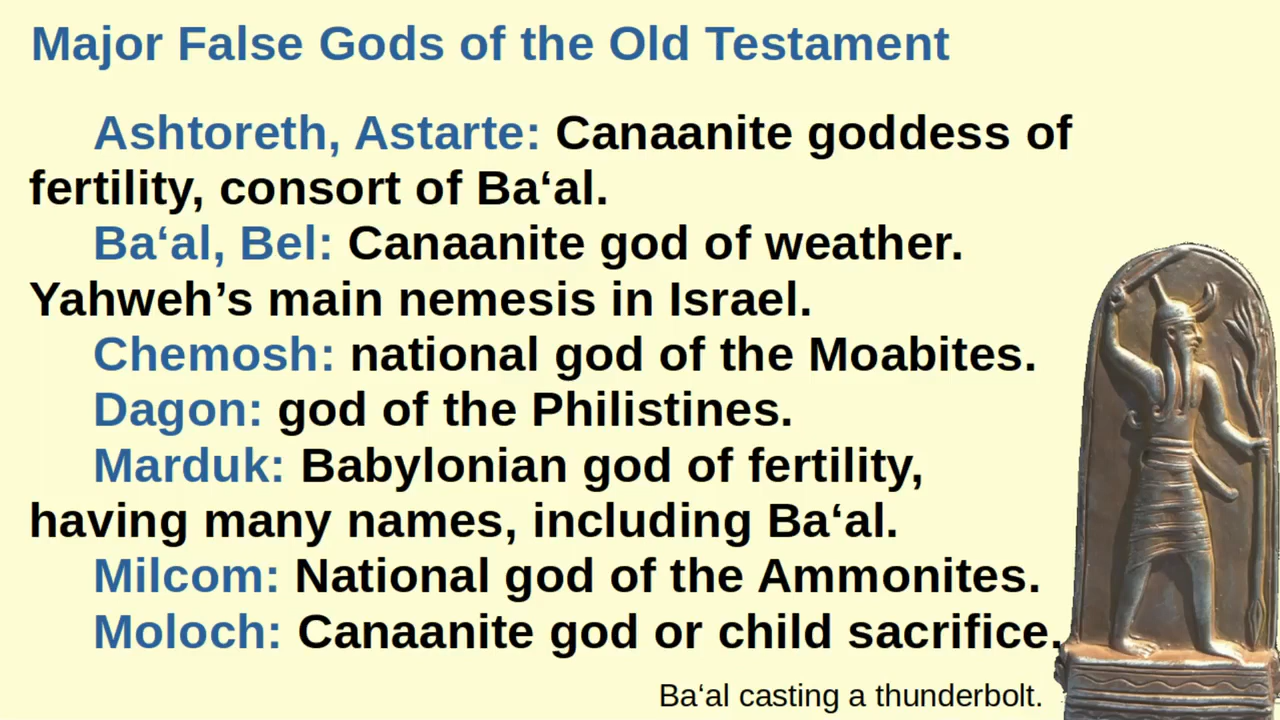 Major False Gods of the Old Testament
Ashtoreth, Astarte: Canaanite goddess of
fertility, consort of Ba‘al.
Ba‘al, Bel: Canaanite god of weather.
Yahweh’s main nemesis in Israel.
Chemosh: national god of the Moabites.
Dagon: god of the Philistines.
Marduk: Babylonian god of fertility,
having many names, including Ba‘al.
Milcom: National god of the Ammonites.
Moloch: Canaanite god or child sacrifice.
Ba‘al casting a thunderbolt.